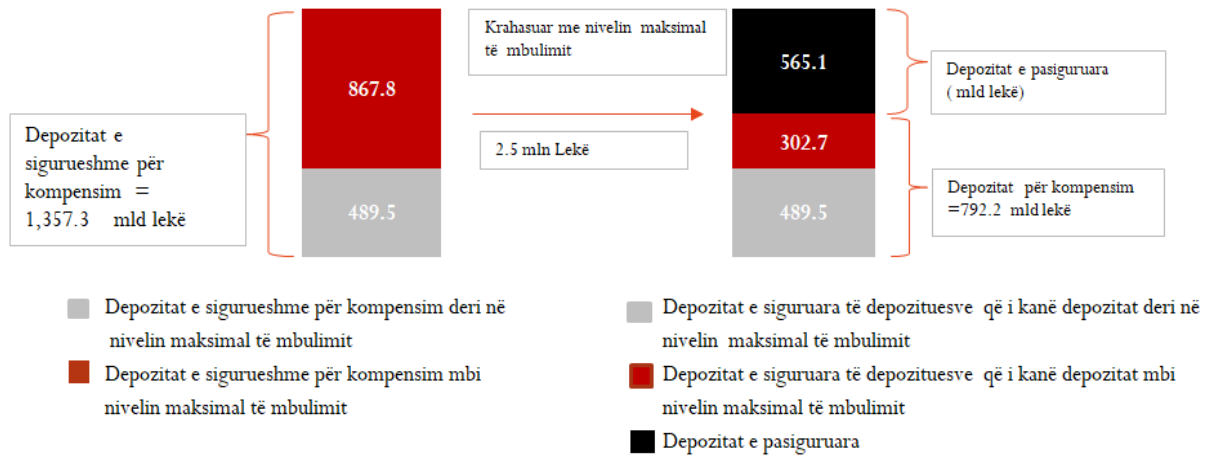 Depozitat e
sigurueshme për
kompensim =
1,357.3 mld lekë
867.8
489.5
Krahasuar me nivelin maksimal
të mbulimit
2.5 mln Lekë
565.1
302.7
489.5
Depozitat e pasiguruara
( mld lekë)
Depozitat për kompensim
=792.2 mld lekë
Depozitat e sigurueshme për kompensim deri në
nivelin maksimal të mbulimit
Depozitat e sigurueshme për kompensim mbi
nivelin maksimal të mbulimit
Depozitat e siguruara të depozituesve që i kanë depozitat deri në
nivelin maksimal të mbulimit
Depozitat e siguruara të depozituesve që i kanë depozitat mbi
nivelin maksimal të mbulimit
Depozitat e pasiguruara